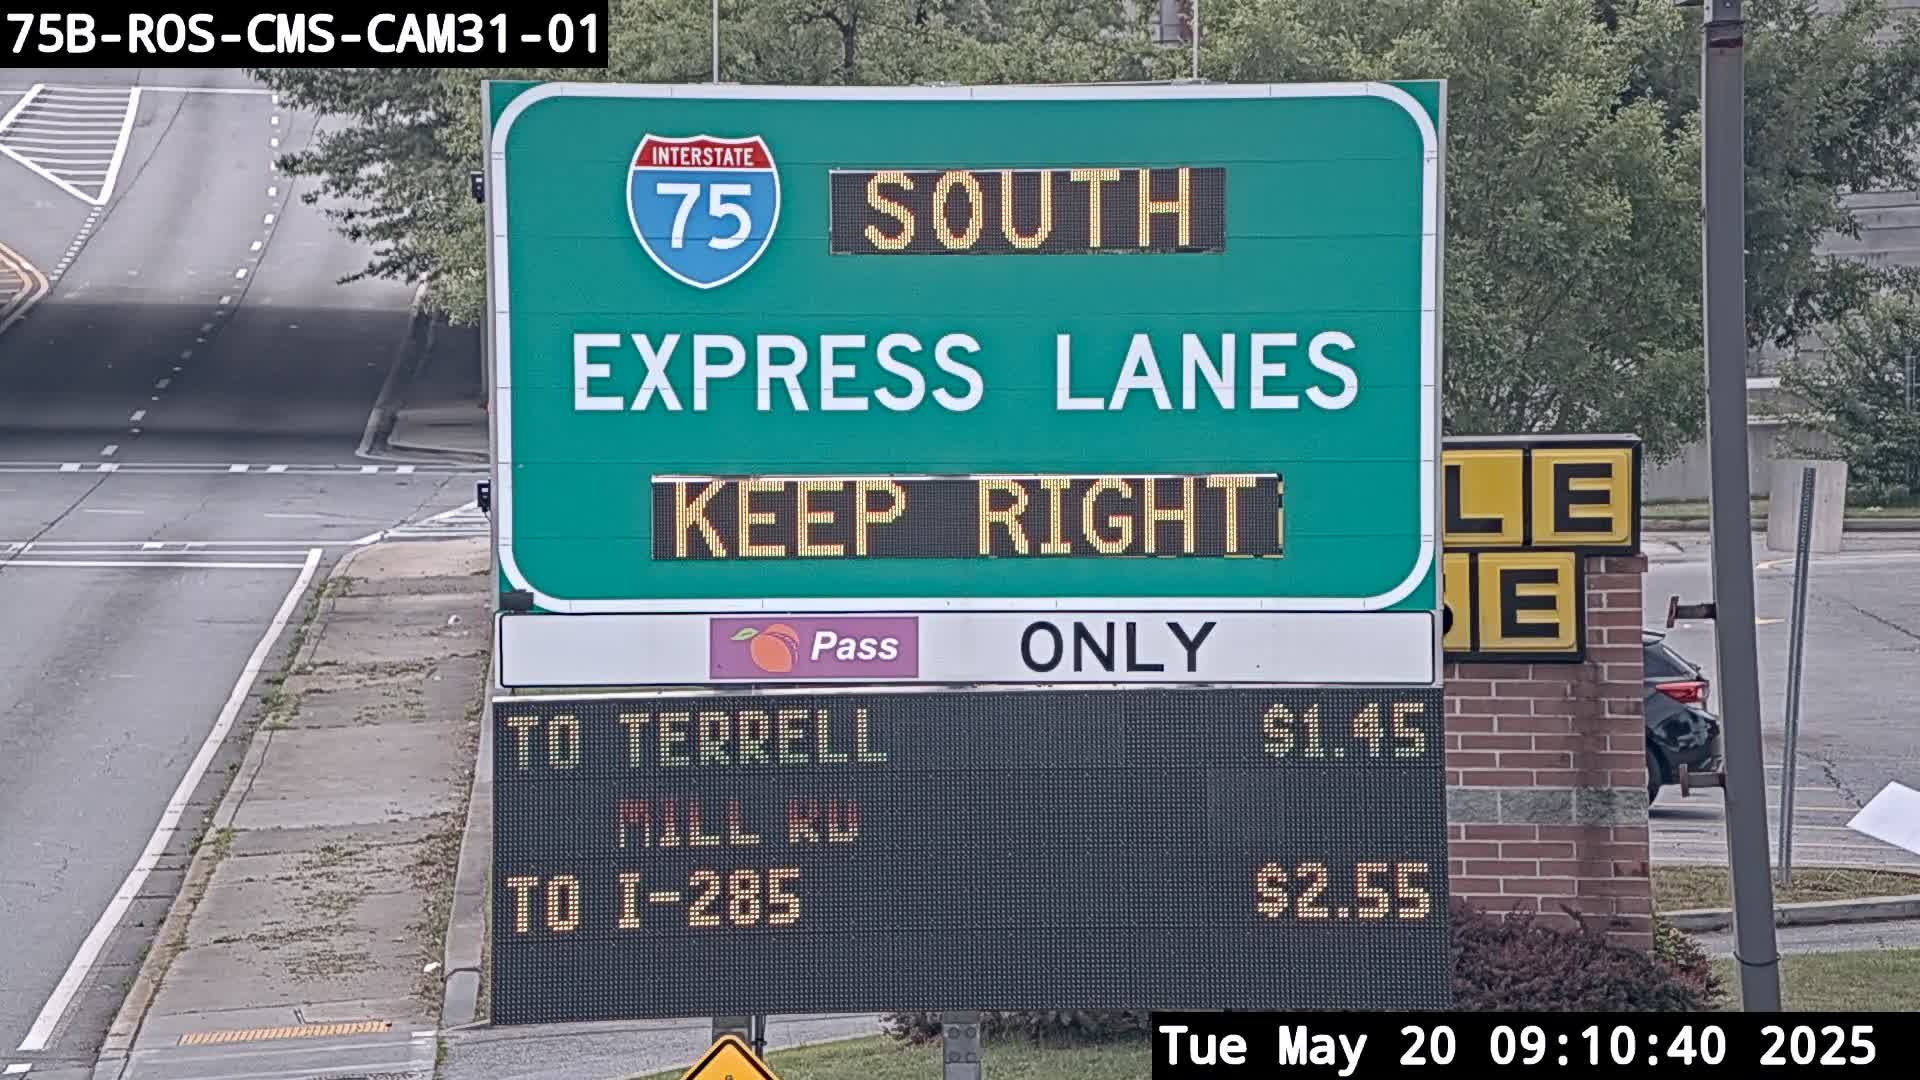 75B-ROS-CMS-CAM31-01
INTERSTATE
75
SOUTH
EXPRESS LANES
KEEP RIGHT
Pass ONLY
TO TERRELL $1.45
MILL RD
TO I-285 $2.55
LE
E
Tue May 20 09:10:40 2025